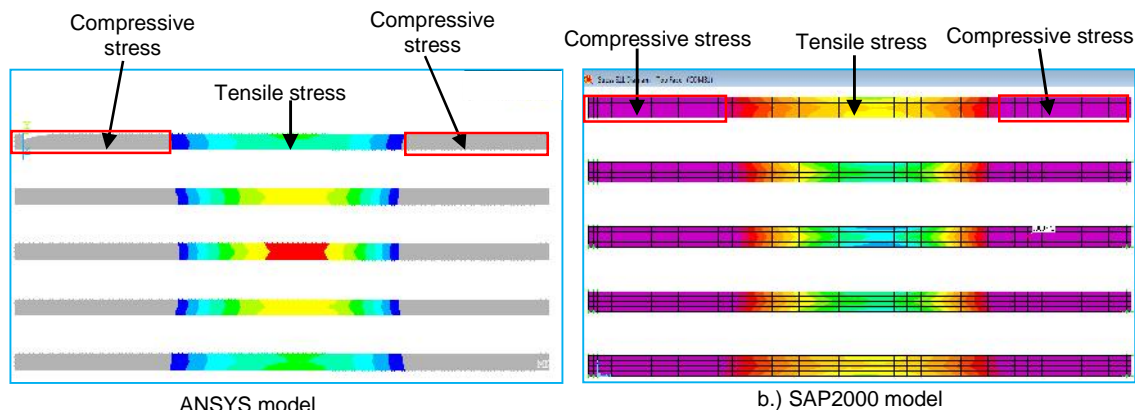 Compressive
stress
Compressive
stress
Tensile stress
Compressive stress
Tensile stress
Compressive stress
ANSYS model
b.) SAP2000 model